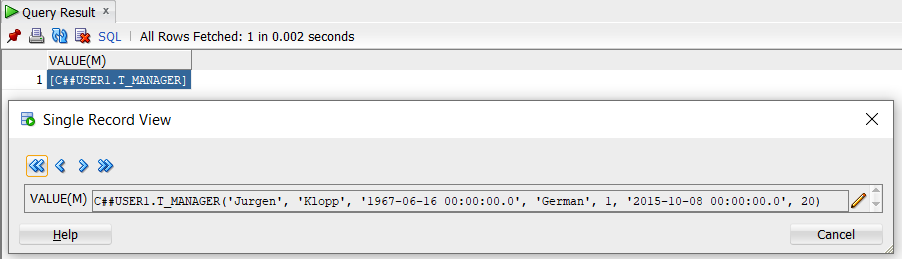 Query Result x
SQL | All Rows Fetched: 1 in 0.002 seconds
VALUE(M)
1 [C##USER1.T_MANAGER]
Single Record View
VALUE(M) C##USER1.T_MANAGER('Jurgen', 'Klopp', '1967-06-16 00:00:00.0', 'German', 1, '2015-10-08 00:00:00.0', 20)
Help Cancel